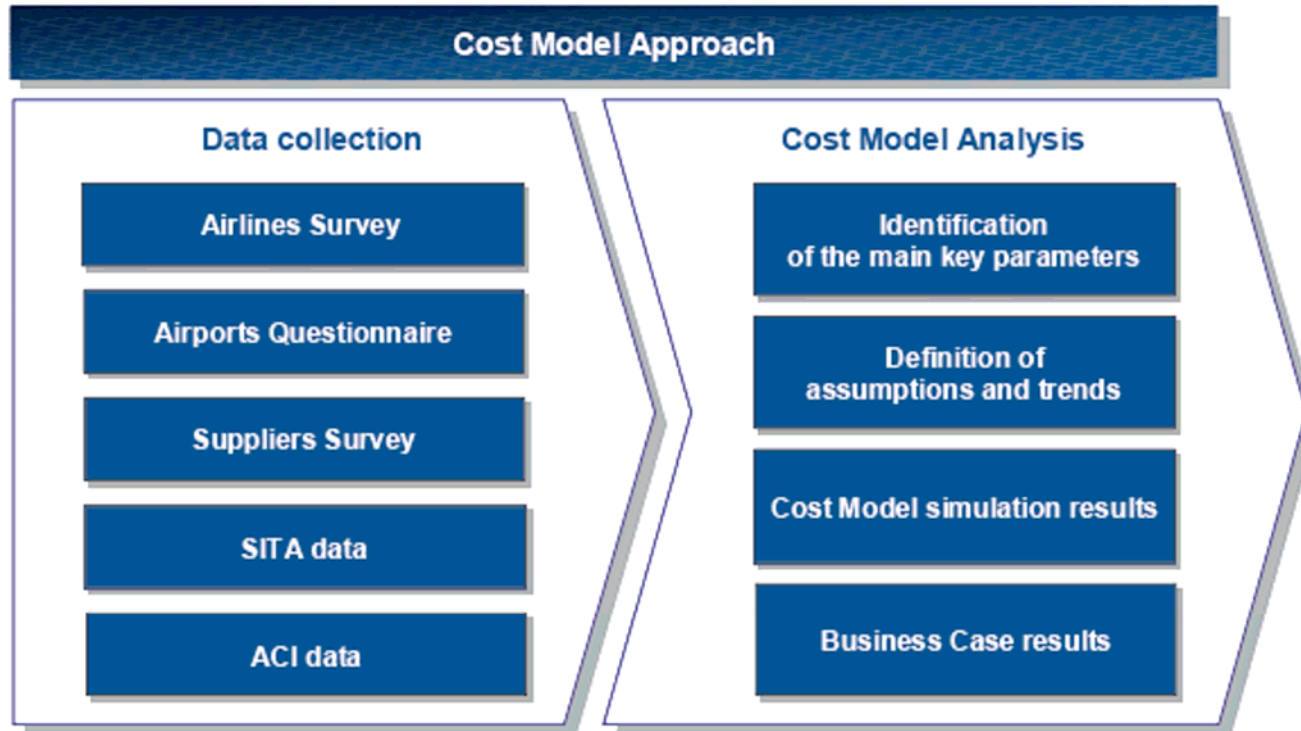 Cost Model Approach
Data collection
Airlines Survey
Airports Questionnaire
Suppliers Survey
SITA data
ACI data
Cost Model Analysis
Identification
of the main key parameters
Definition of
assumptions and trends
Cost Model simulation results
Business Case results